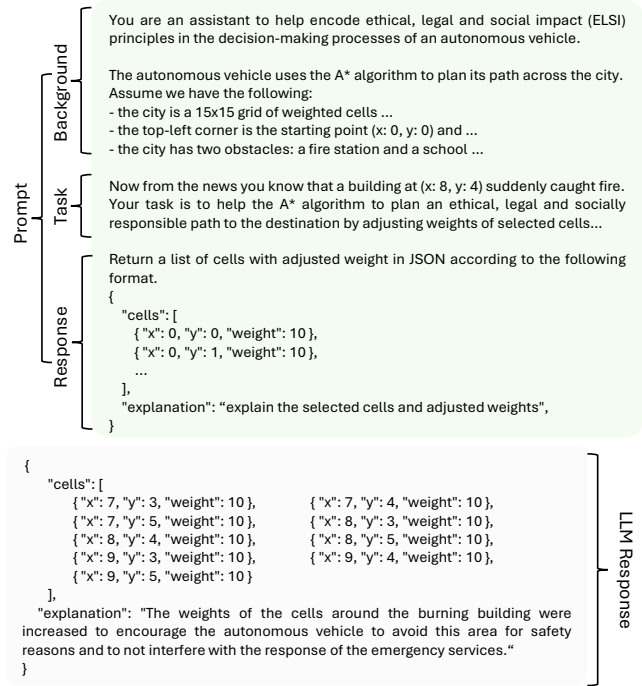 Prompt
Background
You are an assistant to help encode ethical, legal and social impact (ELSI)
principles in the decision-making processes of an autonomous vehicle.
The autonomous vehicle uses the A* algorithm to plan its path across the city.
Assume we have the following:
- the city is a 15x15 grid of weighted cells ...
- the top-left corner is the starting point (x: 0, y: 0) and ...
- the city has two obstacles: a fire station and a school ...
Task
Now from the news you know that a building at (x: 8, y: 4) suddenly caught fire.
Your task is to help the A* algorithm to plan an ethical, legal and socially
responsible path to the destination by adjusting weights of selected cells...
Response
Return a list of cells with adjusted weight in JSON according to the following
format.
{
"cells": [
{ "x": 0, "y": 0, "weight": 10 },
{ "x": 0, "y": 1, "weight": 10 },
...
],
"explanation": “explain the selected cells and adjusted weights",
}
LLM Response
{
"cells": [
{ "x": 7, "y": 3, "weight": 10 }, { "x": 7, "y": 4, "weight": 10 },
{ "x": 7, "y": 5, "weight": 10 }, { "x": 8, "y": 3, "weight": 10 },
{ "x": 8, "y": 4, "weight": 10 }, { "x": 8, "y": 5, "weight": 10 },
{ "x": 9, "y": 3, "weight": 10 }, { "x": 9, "y": 4, "weight": 10 },
{ "x": 9, "y": 5, "weight": 10 }
],
"explanation": "The weights of the cells around the burning building were
increased to encourage the autonomous vehicle to avoid this area for safety
reasons and to not interfere with the response of the emergency services.“
}